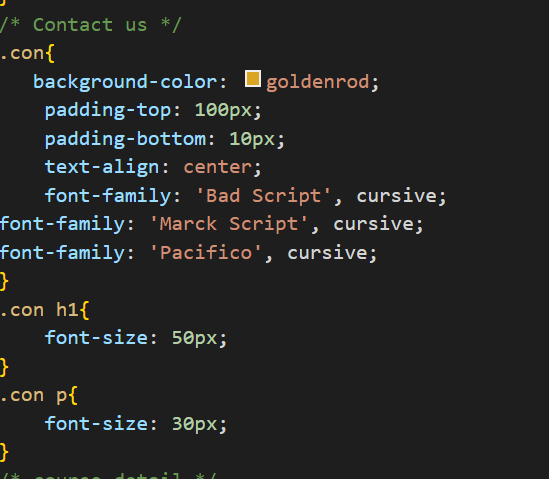 }
/* Contact us */
.con{
background-color: goldenrod;
padding-top: 100px;
padding-bottom: 10px;
text-align: center;
font-family: 'Bad Script', cursive;
font-family: 'Marck Script', cursive;
font-family: 'Pacifico', cursive;
}
.con h1{
font-size: 50px;
}
.con p{
font-size: 30px;
}
/* course detail */